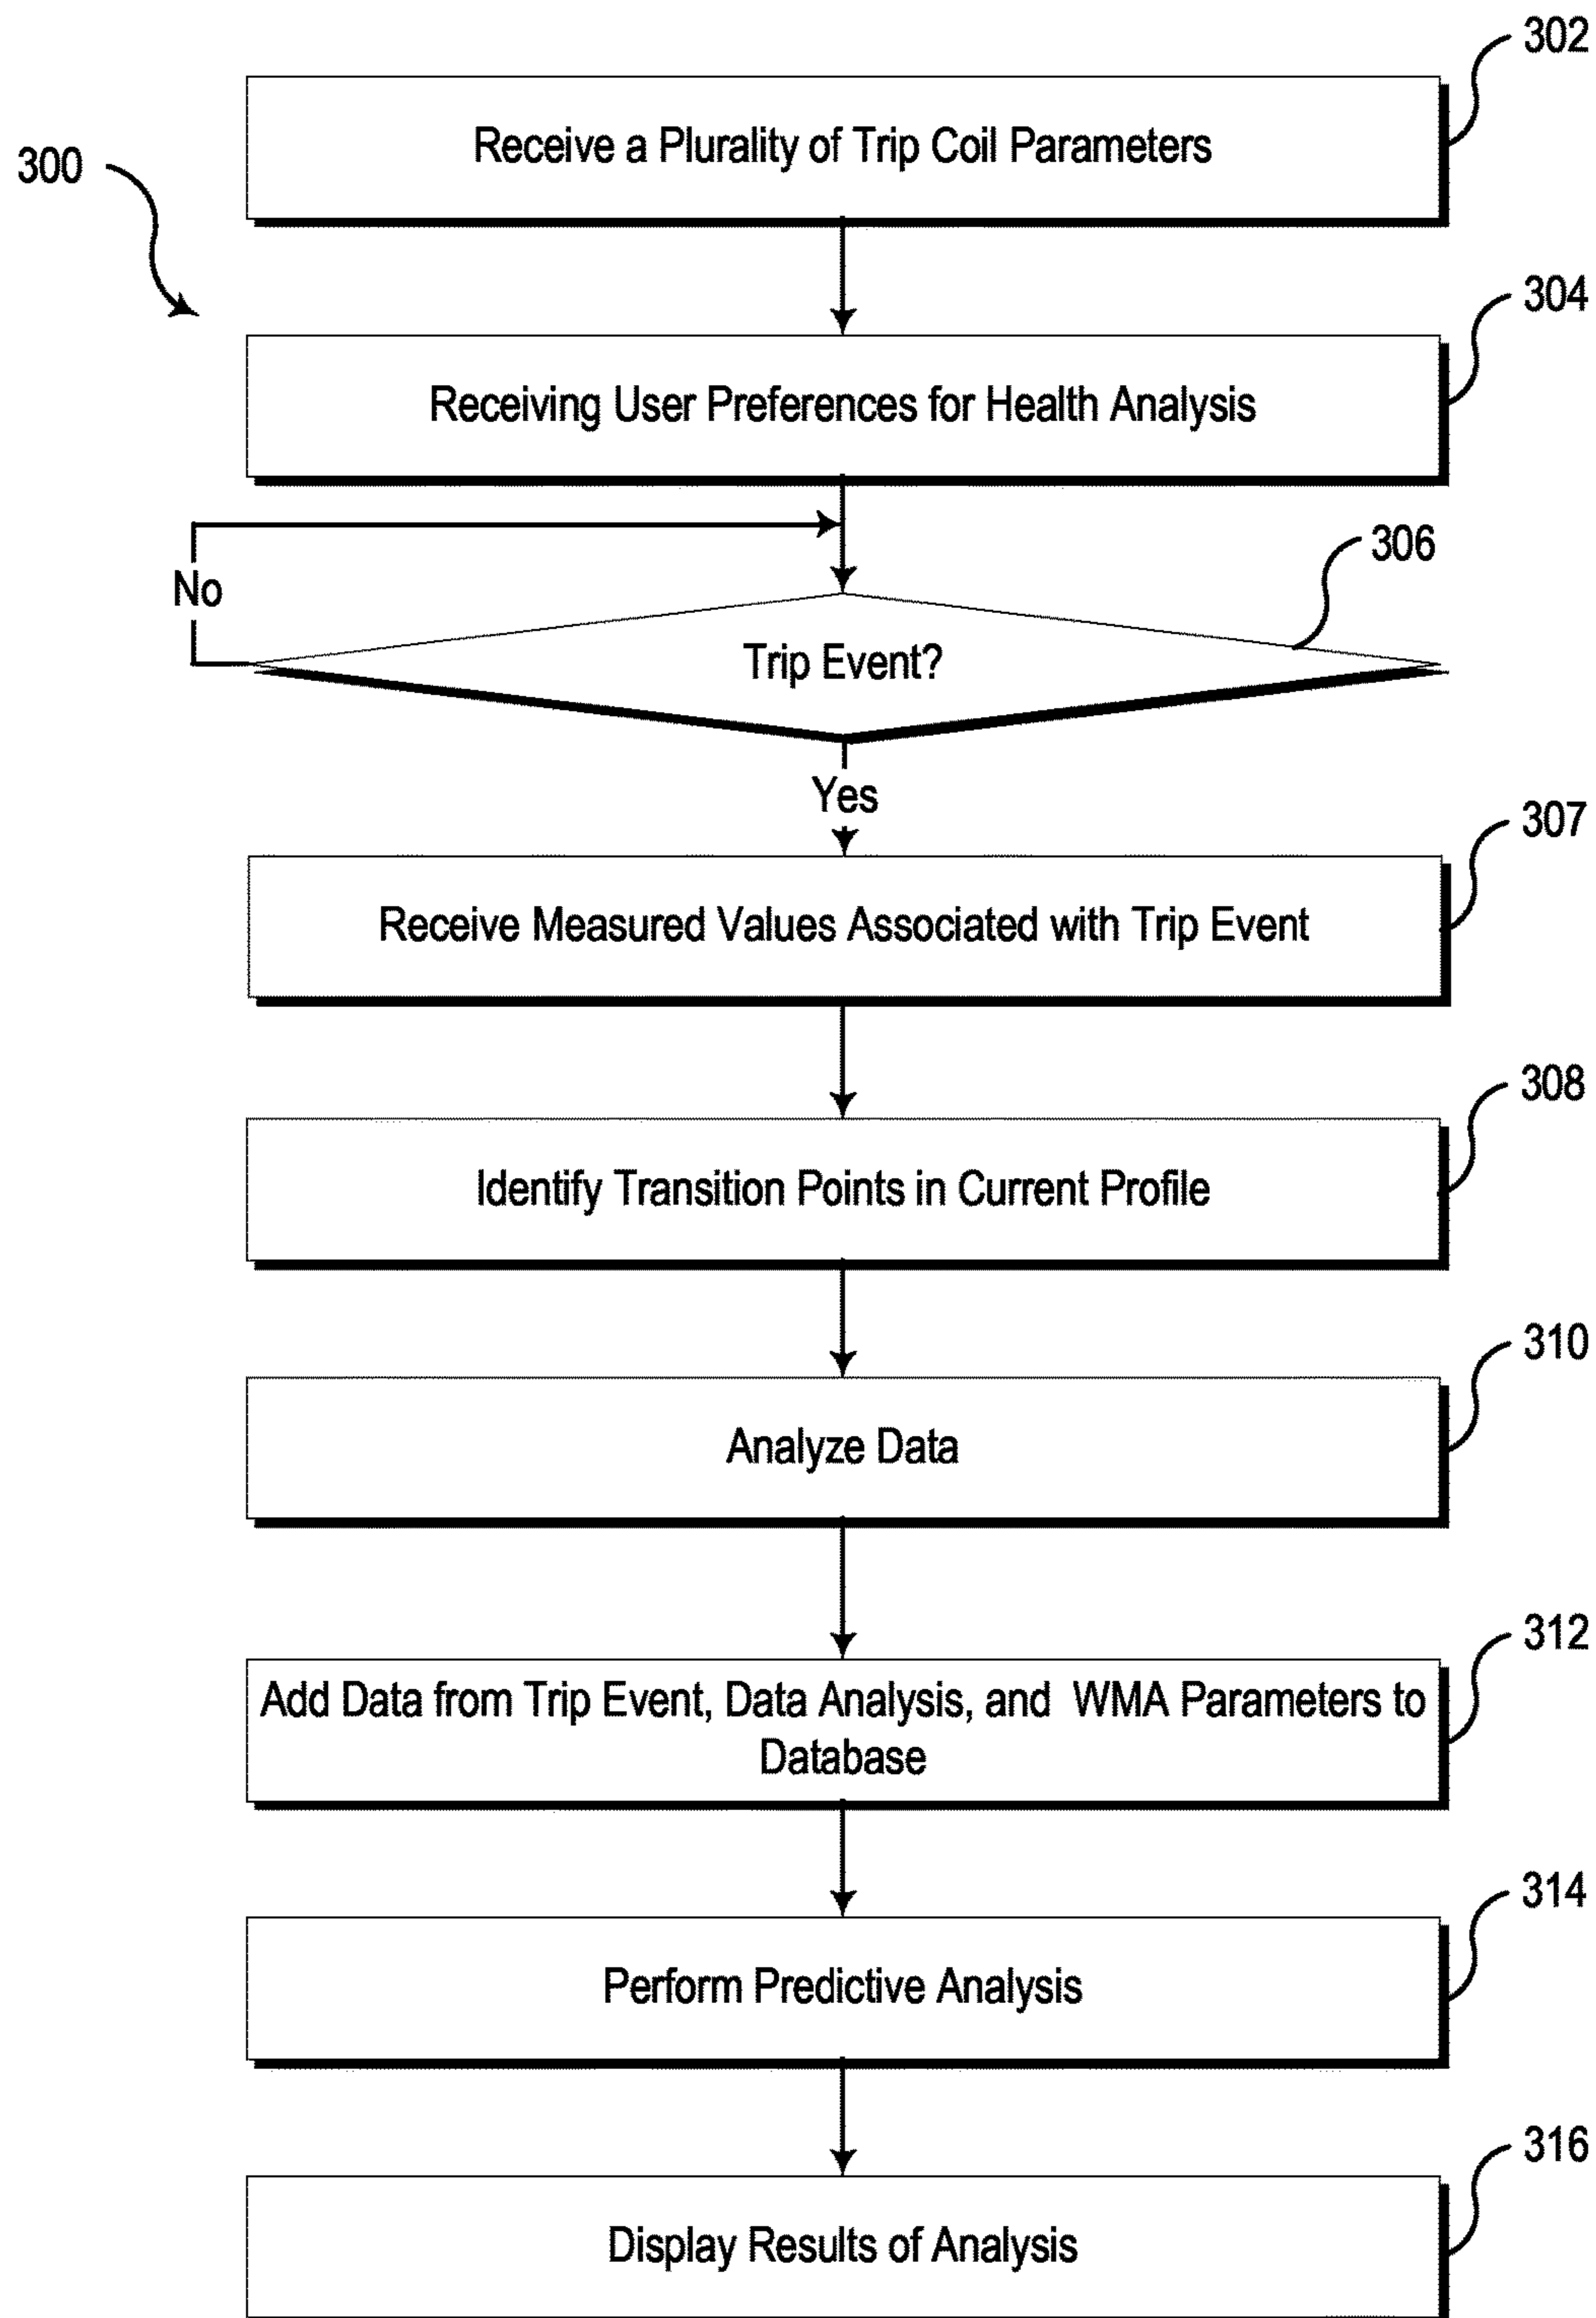 302
Receive a Plurality of Trip Coil Parameters
300
304
Receiving User Preferences for Health Analysis
306
No
Trip Event?
Yes
307
Receive Measured Values Associated with Trip Event
308
Identify Transition Points in Current Profile
310
Analyze Data
312
Add Data from Trip Event, Data Analysis, and WMA Parameters to
Database
314
Perform Predictive Analysis
316
Display Results of Analysis